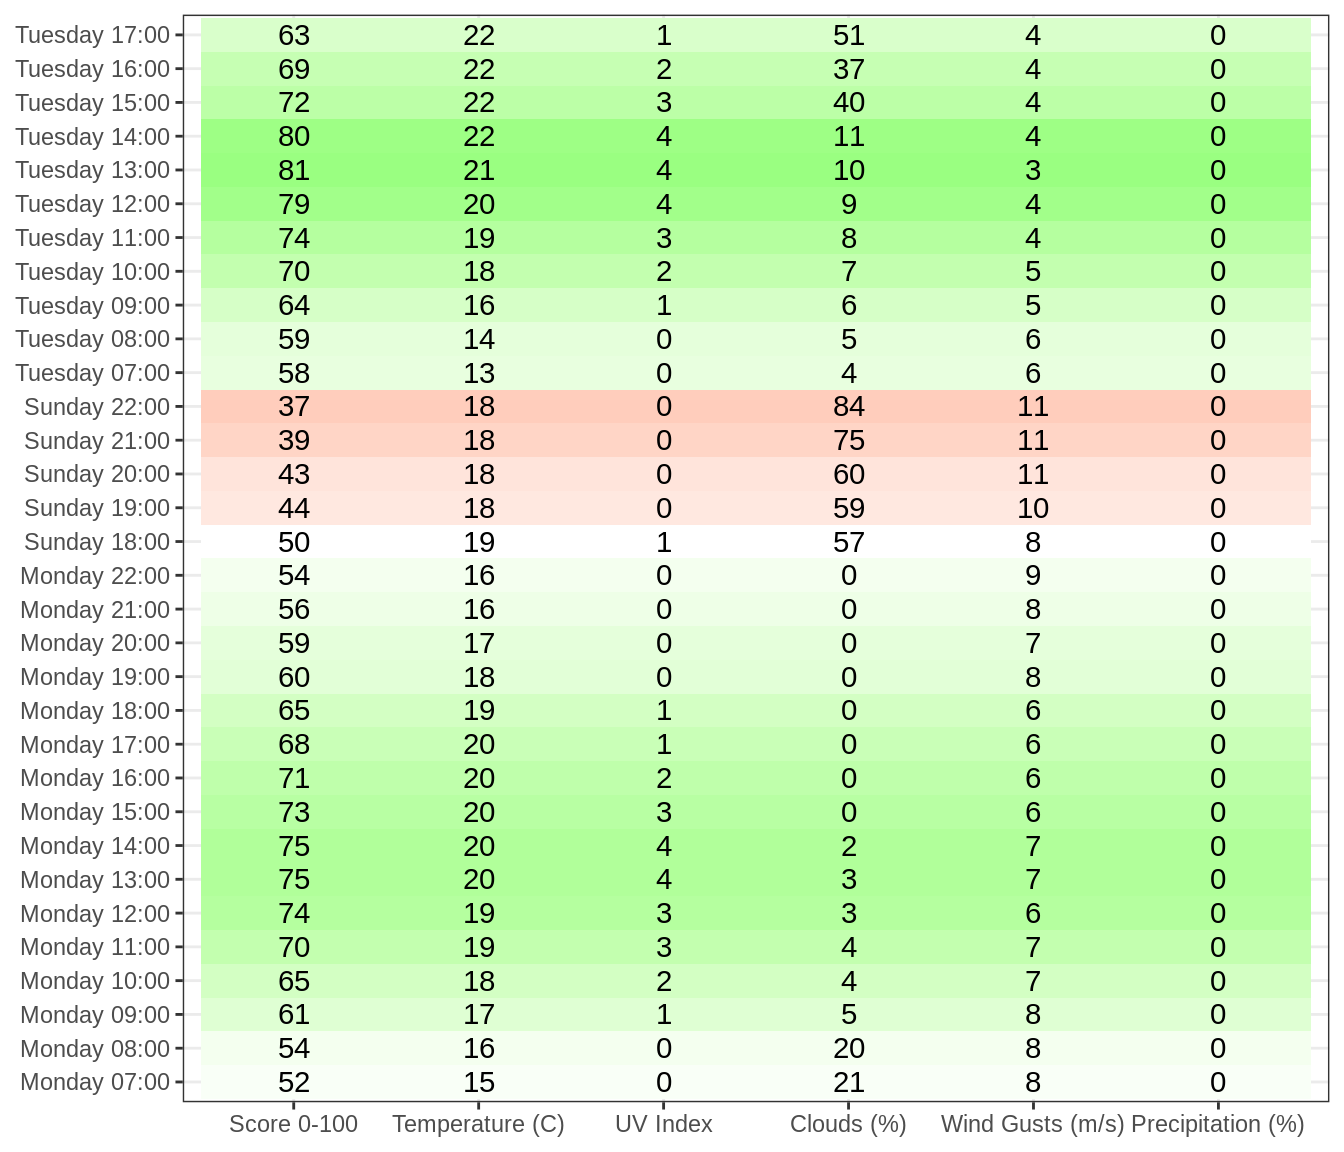 Tuesday 17:00 63 22 1 51 4 0
Tuesday 16:00 69 22 2 37 4 0
Tuesday 15:00 72 22 3 40 4 0
Tuesday 14:00 80 22 4 11 4 0
Tuesday 13:00 81 21 4 10 3 0
Tuesday 12:00 79 20 4 9 4 0
Tuesday 11:00 74 19 3 8 4 0
Tuesday 10:00 70 18 2 7 5 0
Tuesday 09:00 64 16 1 6 5 0
Tuesday 08:00 59 14 0 5 6 0
Tuesday 07:00 58 13 0 4 6 0
Sunday 22:00 37 18 0 84 11 0
Sunday 21:00 39 18 0 75 11 0
Sunday 20:00 43 18 0 60 11 0
Sunday 19:00 44 18 0 59 10 0
Sunday 18:00 50 19 1 57 8 0
Monday 22:00 54 16 0 0 9 0
Monday 21:00 56 16 0 0 8 0
Monday 20:00 59 17 0 0 7 0
Monday 19:00 60 18 0 0 8 0
Monday 18:00 65 19 1 0 6 0
Monday 17:00 68 20 1 0 6 0
Monday 16:00 71 20 2 0 6 0
Monday 15:00 73 20 3 0 6 0
Monday 14:00 75 20 4 2 7 0
Monday 13:00 75 20 4 3 7 0
Monday 12:00 74 19 3 3 6 0
Monday 11:00 70 19 3 4 7 0
Monday 10:00 65 18 2 4 7 0
Monday 09:00 61 17 1 5 8 0
Monday 08:00 54 16 0 20 8 0
Monday 07:00 52 15 0 21 8 0
Score 0-100 Temperature (C) UV Index Clouds (%) Wind Gusts (m/s) Precipitation (%)